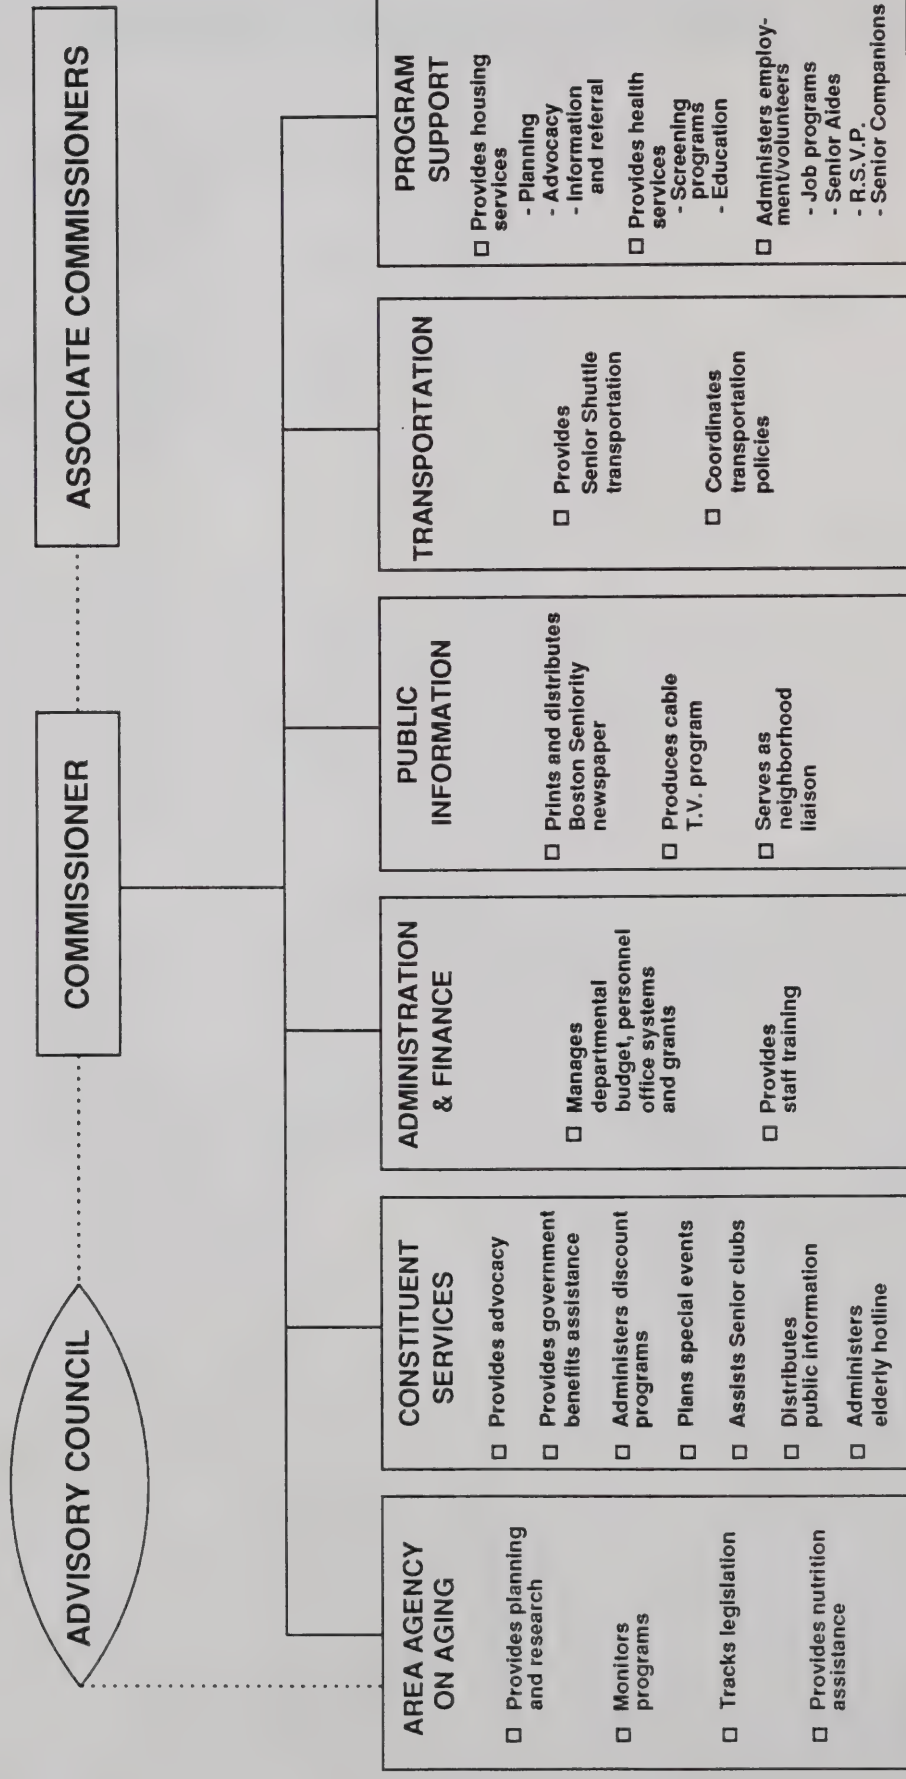 ADVISORY COUNCIL
COMMISSIONER
ASSOCIATE COMMISSIONERS
AREA AGENCY
ON AGING
☐ Provides planning
and research
☐ Monitors
programs
☐ Tracks legislation
☐ Provides nutrition
assistance
CONSTITUENT
SERVICES
☐ Provides advocacy
☐ Provides government
benefits assistance
☐ Administers discount
programs
☐ Plans special events
☐ Assists Senior clubs
☐ Distributes
public information
☐ Administers
elderly hotline
ADMINISTRATION
& FINANCE
☐ Manages
departmental
budget, personnel
office systems
and grants
☐ Provides
staff training
PUBLIC
INFORMATION
☐ Prints and distributes
Boston Seniority
newspaper
☐ Produces cable
T.V. program
☐ Serves as
neighborhood
liaison
TRANSPORTATION
☐ Provides
Senior Shuttle
transportation
☐ Coordinates
transportation
policies
PROGRAM
SUPPORT
☐ Provides housing
services
- Planning
- Advocacy
- Information
and referral
☐ Provides health
services
- Screening
programs
- Education
☐ Administers employ-
ment/volunteers
- Job programs
- Senior Aides
- R.S.V.P.
- Senior Companions